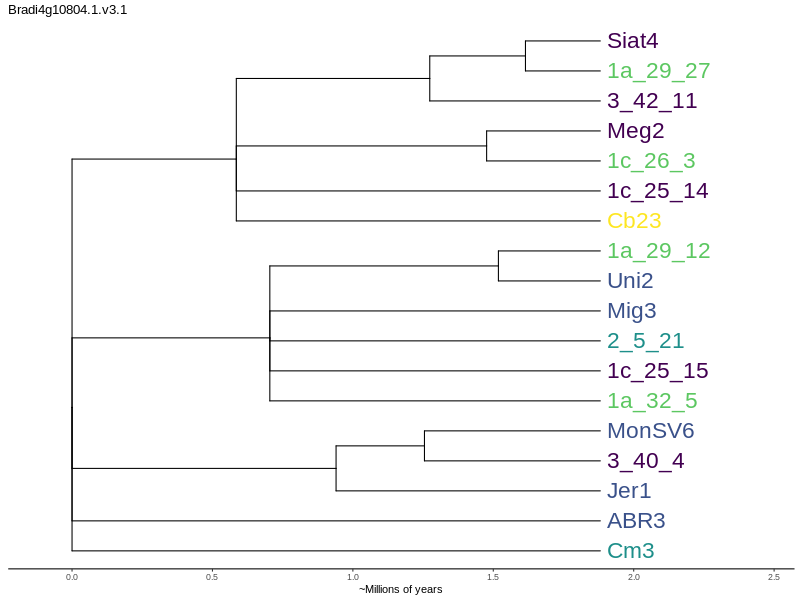 Bradi4g10804.1.v3.1
Siat4
1a_29_27
3_42_11
Meg2
1c_26_3
1c_25_14
Cb23
1a_29_12
Uni2
Mig3
2_5_21
1c_25_15
1a_32_5
MonSV6
3_40_4
Jer1
ABR3
Cm3
0.0 0.5 1.0 1.5 2.0 2.5
~Millions of years